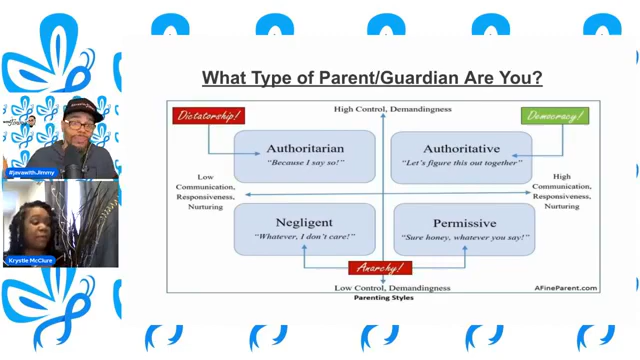 What Type of Parent/Guardian Are You?
Dictatorship!
High Control, Demandingness
Democracy!
Authoritarian
"Because I say so!"
Authoritative
"Let's figure this out together"
Low
Communication,
Responsiveness,
Nurturing
High
Communication,
Responsiveness,
Nurturing
Negligent
"Whatever, I don't care!"
Permissive
"Sure honey, whatever you say!"
Anarchy!
Low Control, Demandingness
Parenting Styles
AFineParent.com
#javawithJimmy
Krystle McClure